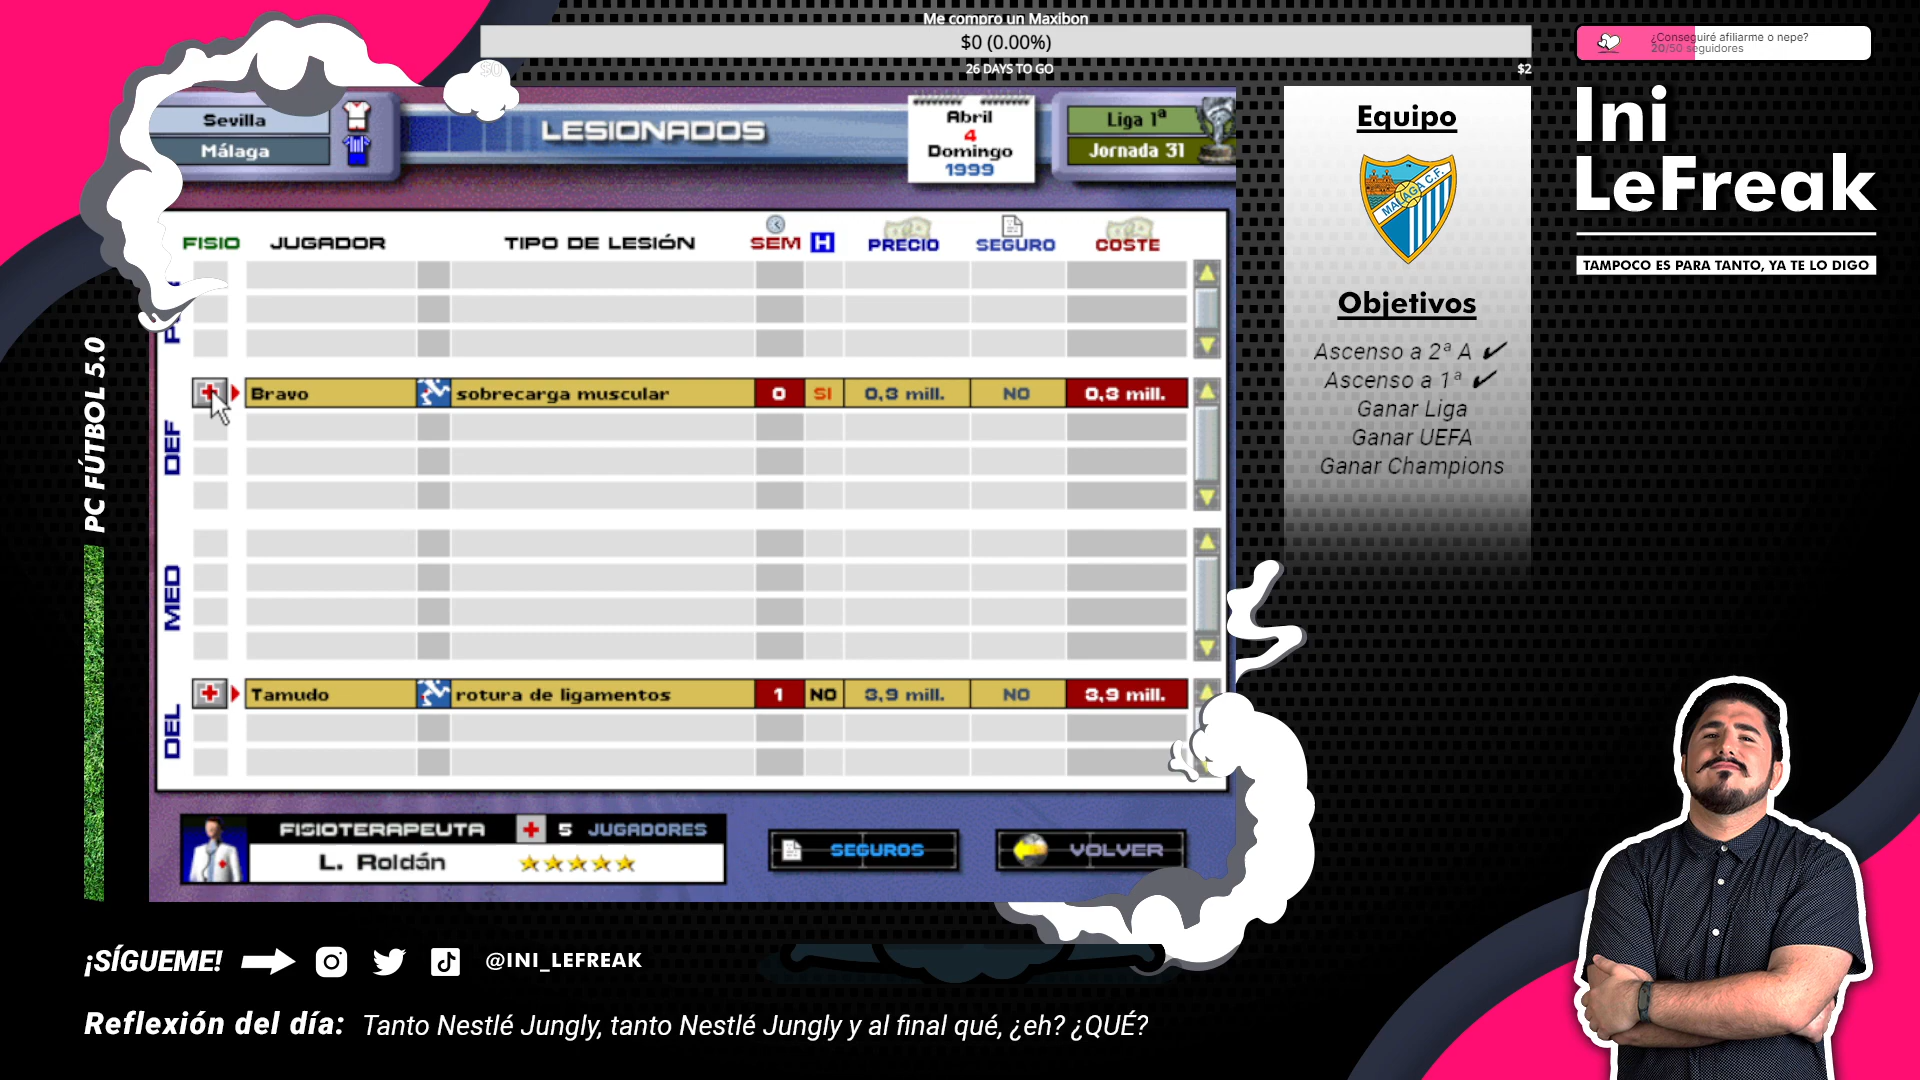 Me compro un Maxibon
$0 (0.00%)
$0
26 DAYS TO GO
$2
¿Conseguiré afiliarme o nepe?
20/50 seguidores
Ini
LeFreak
TAMPOCO ES PARA TANTO, YA TE LO DIGO
Sevilla
Málaga
LESIONADOS
Abril
4
Domingo
1999
Liga 1ª
Jornada 31
FISIO JUGADOR TIPO DE LESIÓN SEM H PRECIO SEGURO COSTE
DEF
Bravo sobrecarga muscular 0 SI 0,3 mill. NO 0,3 mill.
MED
DEL
Tamudo rotura de ligamentos 1 NO 3,9 mill. NO 3,9 mill.
FISIOTERAPEUTA 5 JUGADORES
L. Roldán
SEGUROS
VOLVER
Equipo
MALAGA C.F.
Objetivos
Ascenso a 2ª A ✔
Ascenso a 1ª ✔
Ganar Liga
Ganar UEFA
Ganar Champions
PC FÚTBOL 5.0
¡SÍGUEME! @INI_LEFREAK
Reflexión del día: Tanto Nestlé Jungly, tanto Nestlé Jungly y al final qué, ¿eh? ¿QUÉ?